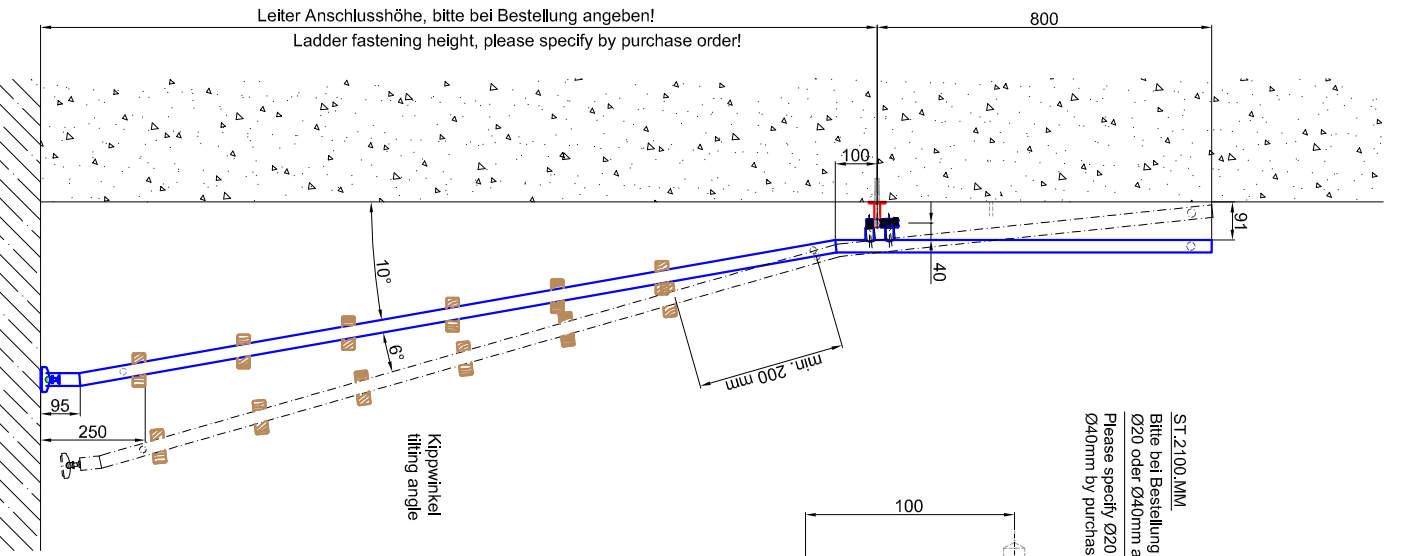 Leiter Anschlusshöhe, bitte bei Bestellung angeben!
Ladder fastening height, please specify by purchase order!
800
100
91
40
10°
6°
min. 200 mm
95
250
Kippwinkel
tilting angle
ST.2100.MM
Bitte bei Bestellung
Ø20 oder Ø40mm a
Please specify Ø20
Ø40mm by purchas
100